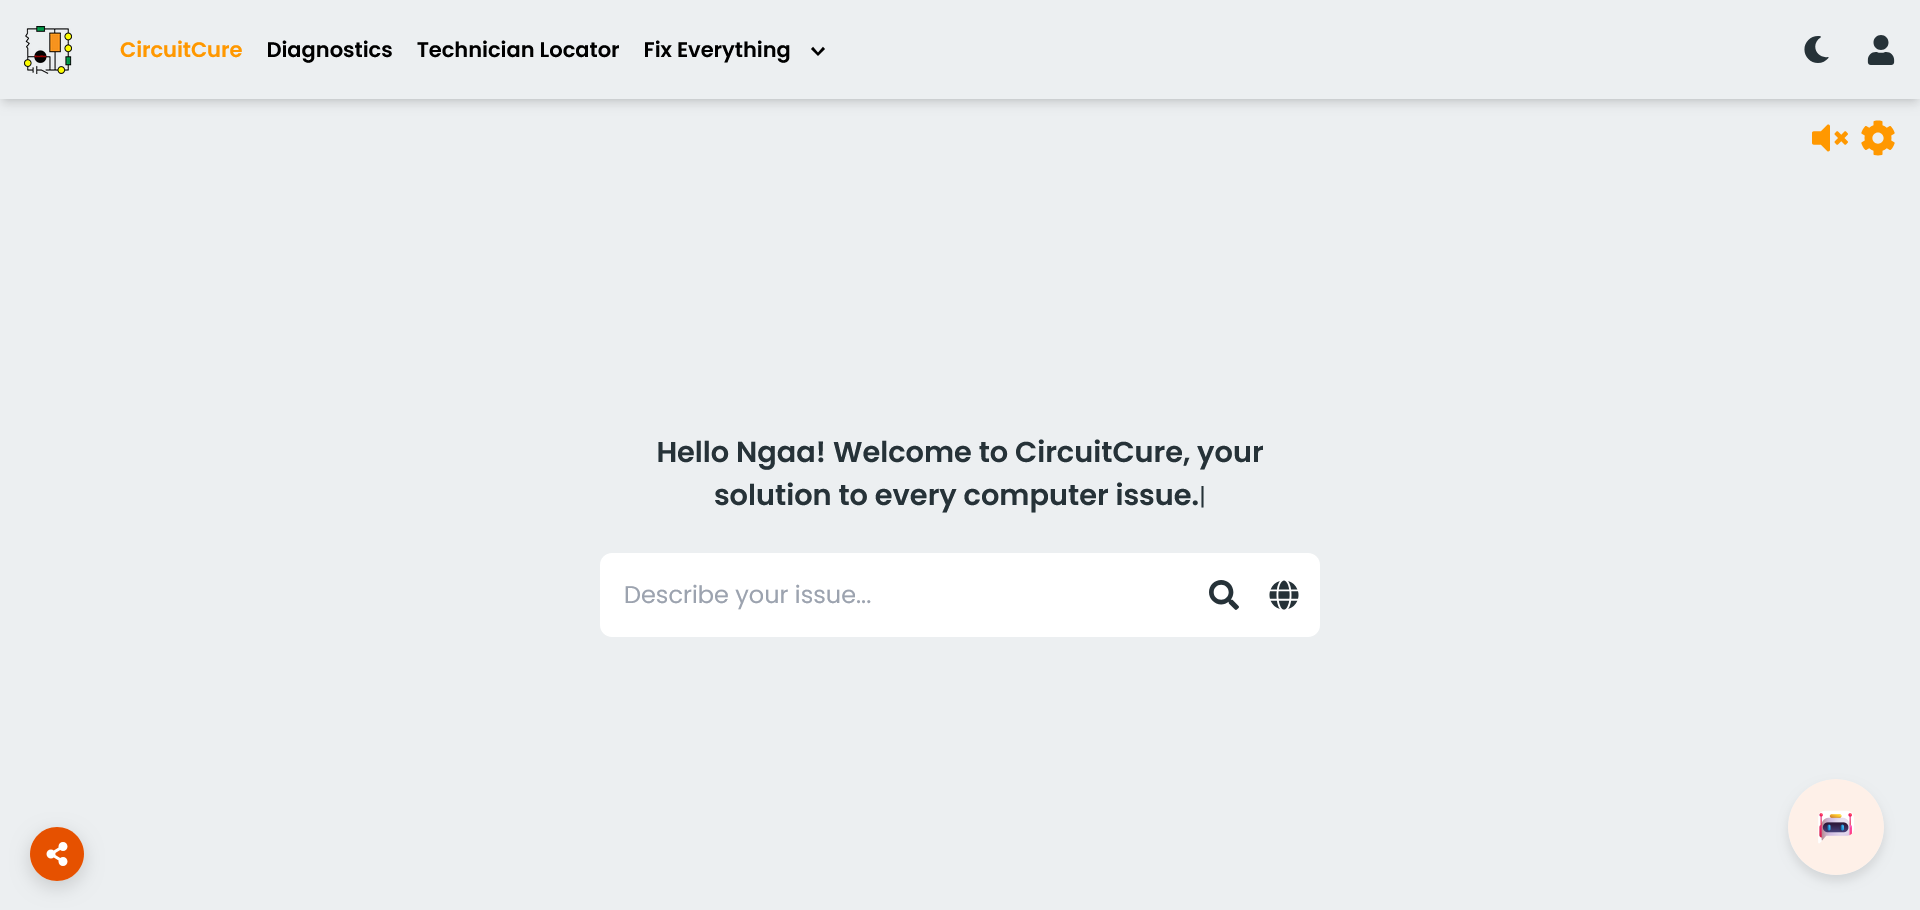 CircuitCure Diagnostics Technician Locator Fix Everything
Hello Ngaa! Welcome to CircuitCure, your
solution to every computer issue.
Describe your issue...